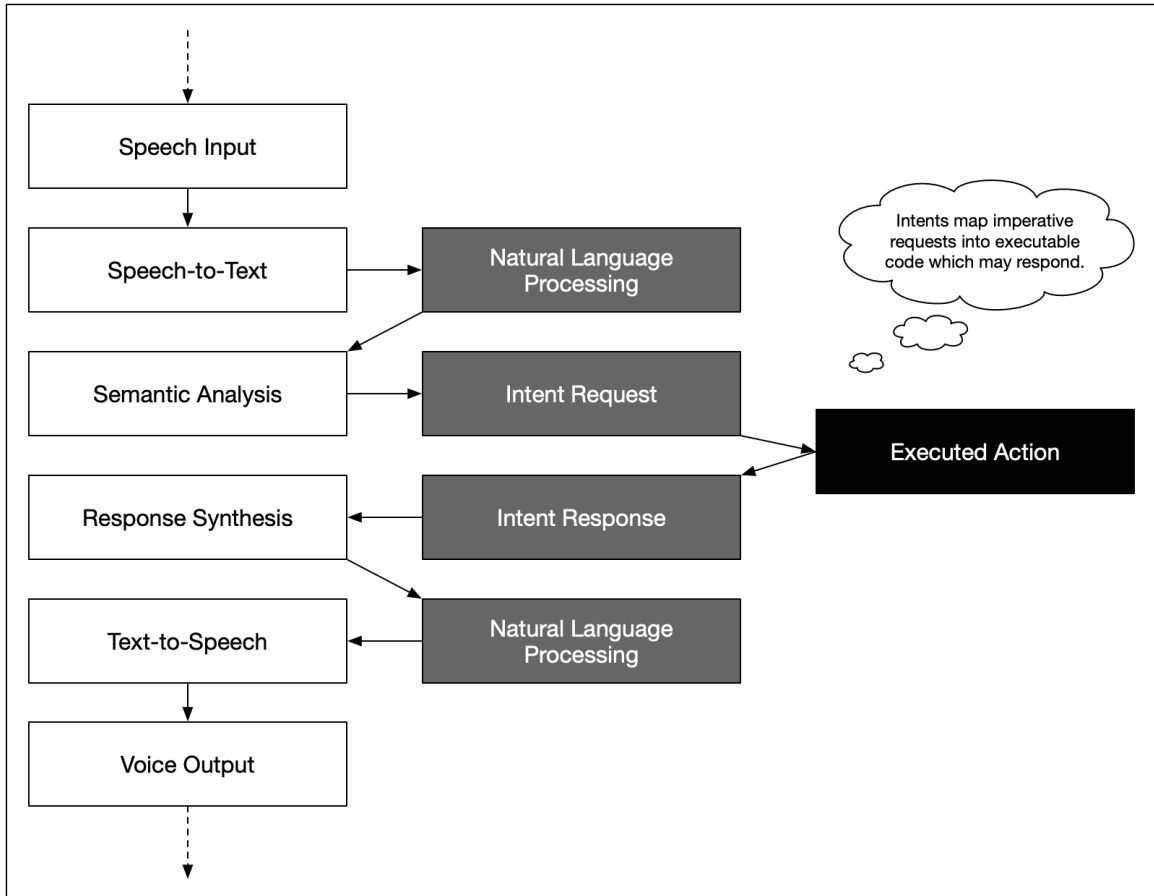 Speech Input
Speech-to-Text
Natural Language
Processing
Intents map imperative
requests into executable
code which may respond.
Semantic Analysis
Intent Request
Executed Action
Response Synthesis
Intent Response
Text-to-Speech
Natural Language
Processing
Voice Output